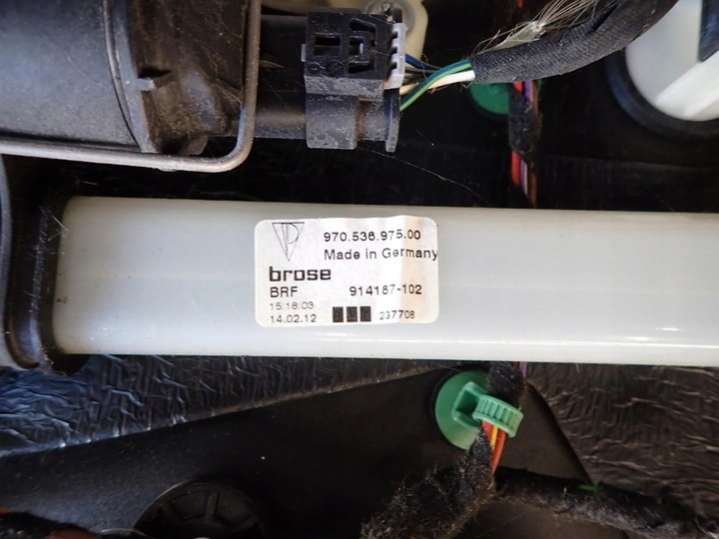 970.536.975.00
Made in Germany
brose
BRF 914187-102
15:18:03
14.02.12 237708